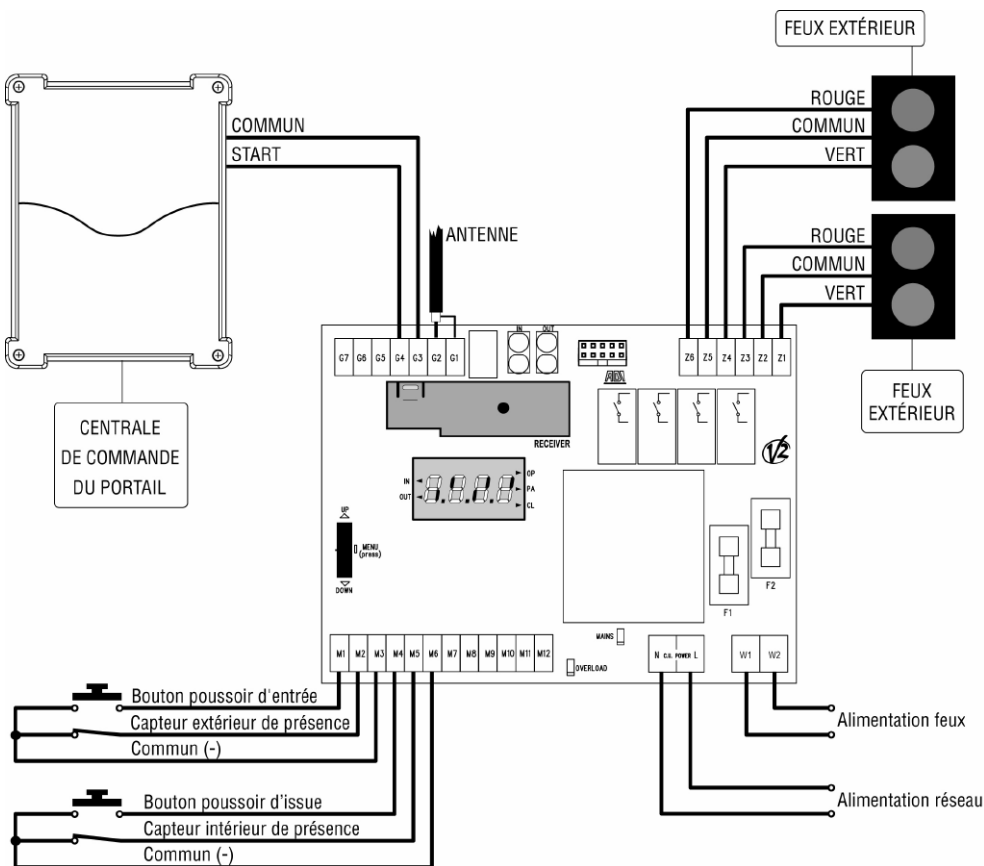 FEUX EXTÉRIEUR
ROUGE
COMMUN
VERT
COMMUN
START
ANTENNE
ROUGE
COMMUN
VERT
FEUX
EXTÉRIEUR
CENTRALE
DE COMMANDE
DU PORTAIL
G7 G6 G5 G4 G3 G2 G1
IN OUT
Z6 Z5 Z4 Z3 Z2 Z1
ADI
RECEIVER
V2
IN
OUT
OP
PA
CL
UP
MENU
(press)
DOWN
F1
F2
MAINS
OVERLOAD
M1 M2 M3 M4 M5 M6 M7 M8 M9 M10 M11 M12
N C.U. POWER L
W1 W2
Bouton poussoir d'entrée
Capteur extérieur de présence
Commun (-)
Bouton poussoir d'issue
Capteur intérieur de présence
Commun (-)
Alimentation feux
Alimentation réseau